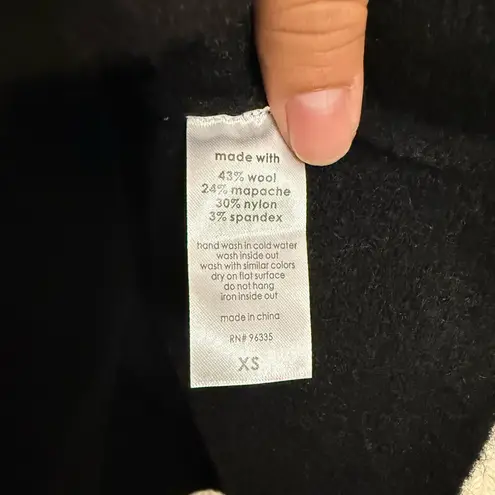 made with
43% wool
24% mapache
30% nylon
3% spandex
hand wash in cold water
wash inside out
wash with similar colors
dry on flat surface
do not hang
iron inside out
made in china
RN# 96335
XS